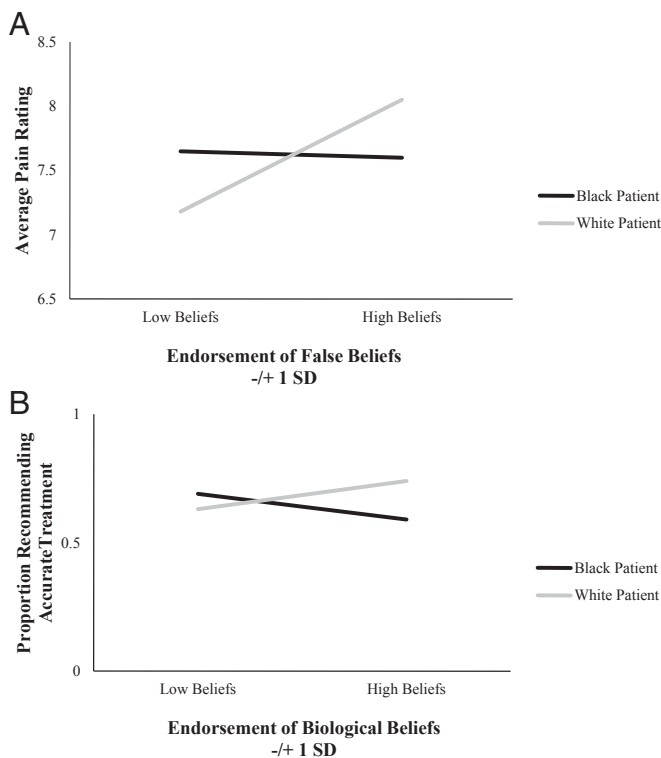 A
8.5
8
7.5
7
6.5
Average Pain Rating
Black Patient
White Patient
Low Beliefs
High Beliefs
Endorsement of False Beliefs
-/+ 1 SD
B
1
0.5
0
Proportion Recommending
AccurateTreatment
Black Patient
White Patient
Low Beliefs
High Beliefs
Endorsement of Biological Beliefs
-/+ 1 SD